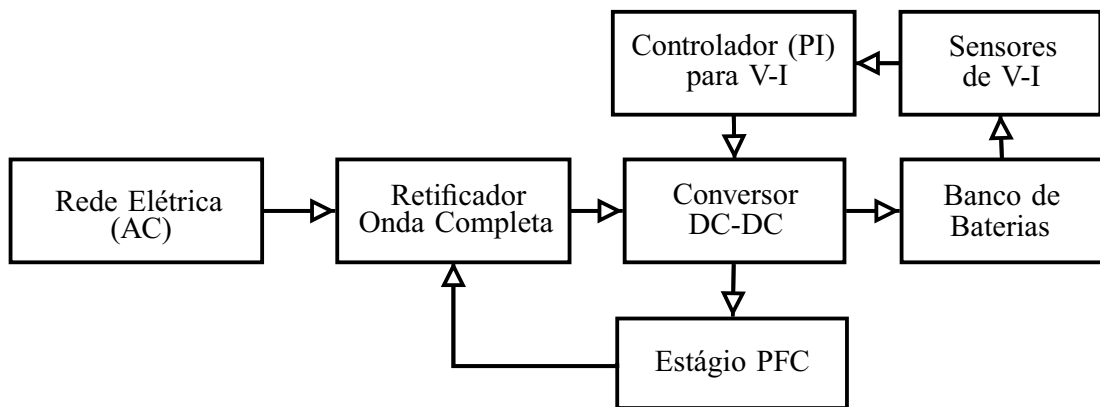 Controlador (PI)
para V-I
Sensores
de V-I
Rede Elétrica
(AC)
Retificador
Onda Completa
Conversor
DC-DC
Banco de
Baterias
Estágio PFC